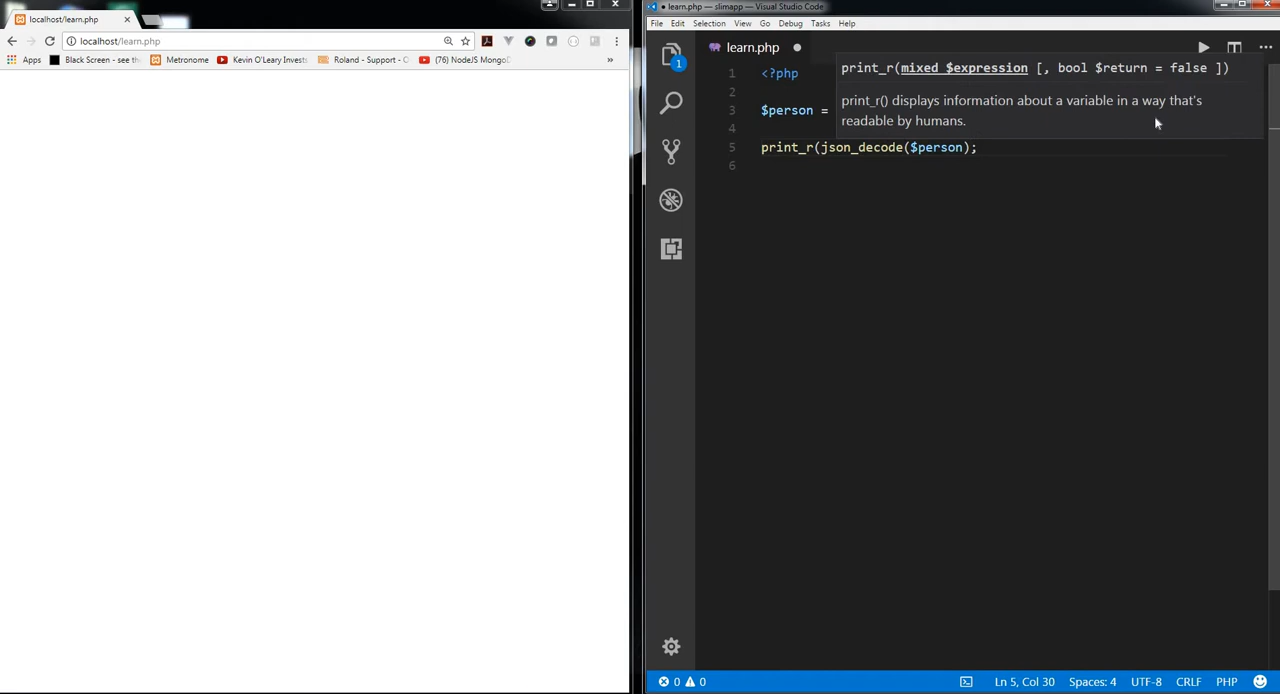 localhost/learn.php
● learn.php — slimapp — Visual Studio Code
localhost/learn.php
Apps Black Screen - see th Metronome Kevin O'Leary Invest Roland - Support - C (76) NodeJS Mongo »
File Edit Selection View Go Debug Tasks Help
1
learn.php ●
1 <?php
2
3 $person =
4
5 print_r(json_decode($person);
6
print_r(mixed $expression [, bool $return = false ])
print_r() displays information about a variable in a way that's
readable by humans.
0 0 Ln 5, Col 30 Spaces: 4 UTF-8 CRLF PHP